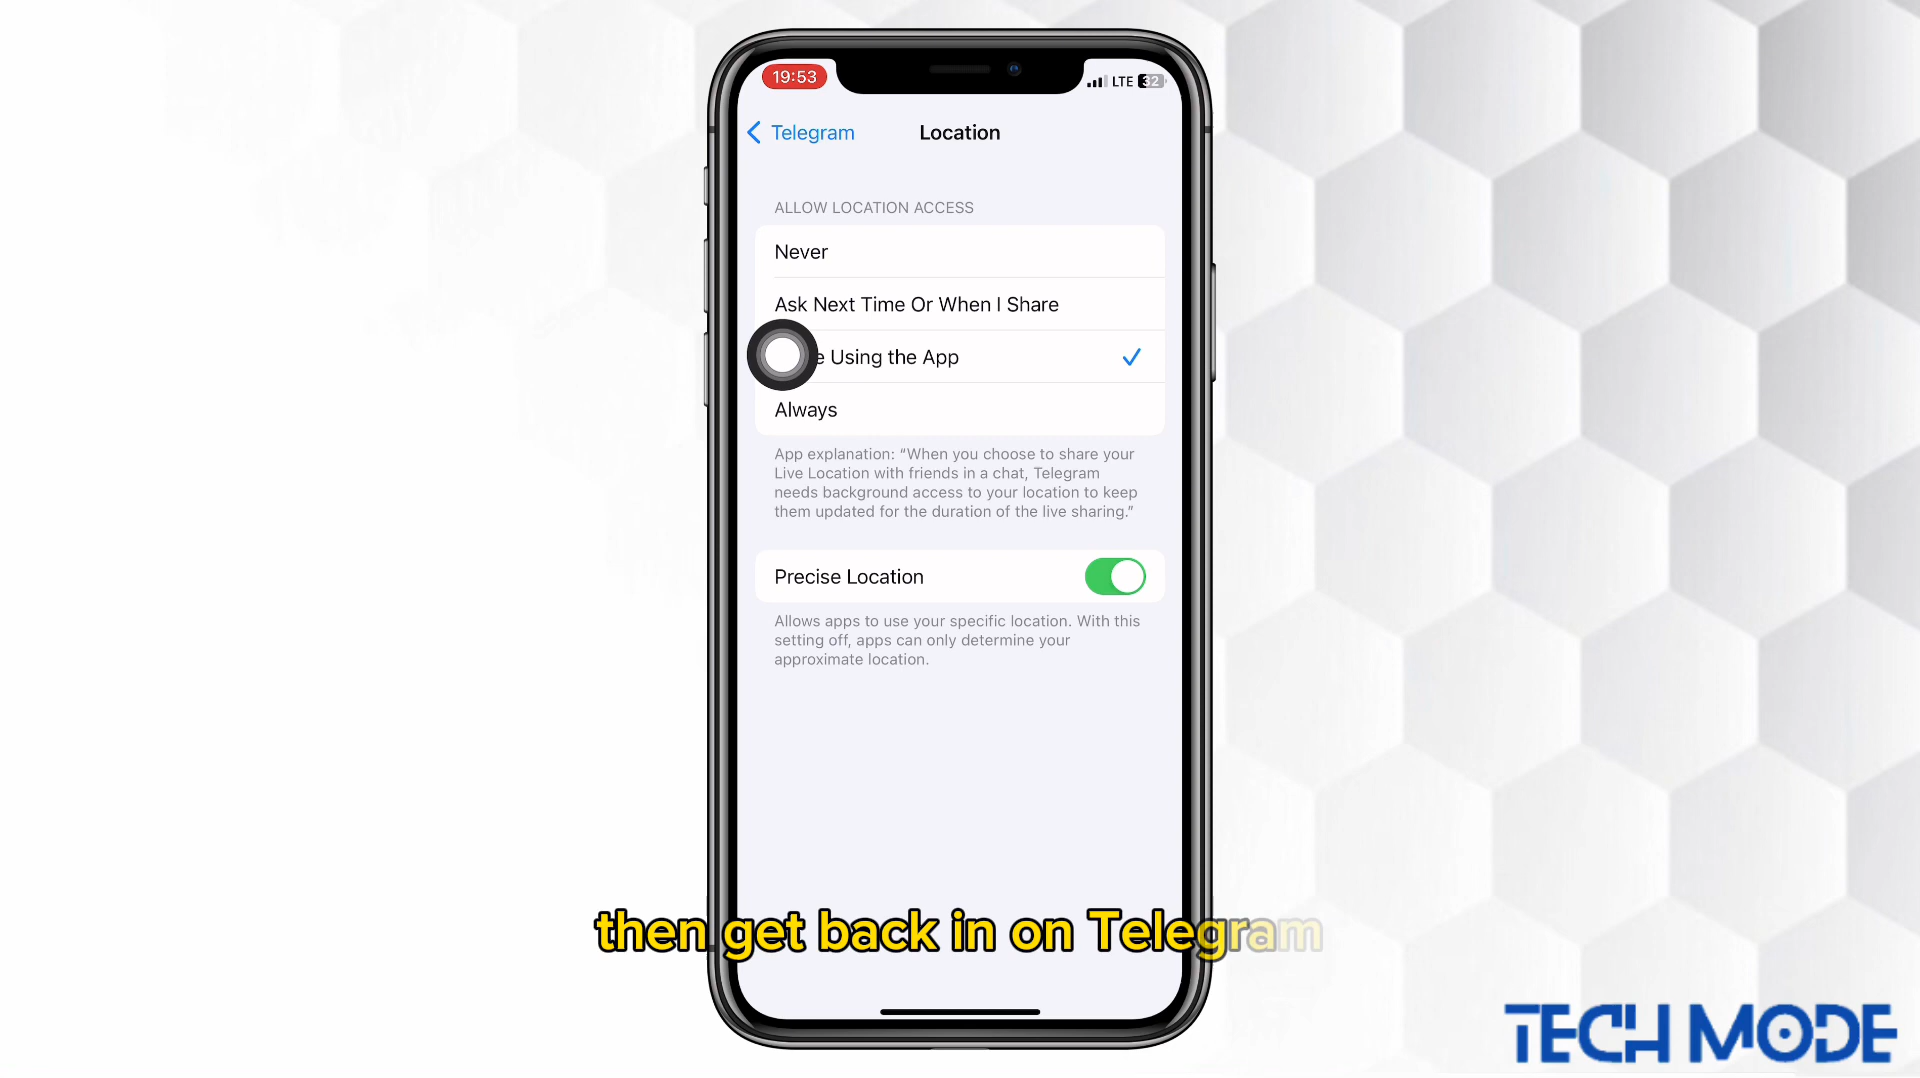 19:53
LTE 32
Telegram
Location
ALLOW LOCATION ACCESS
Never
Ask Next Time Or When I Share
e Using the App
Always
App explanation: “When you choose to share your
Live Location with friends in a chat, Telegram
needs background access to your location to keep
them updated for the duration of the live sharing.”
Precise Location
Allows apps to use your specific location. With this
setting off, apps can only determine your
approximate location.
then get back in on Telegram
TECH MODE